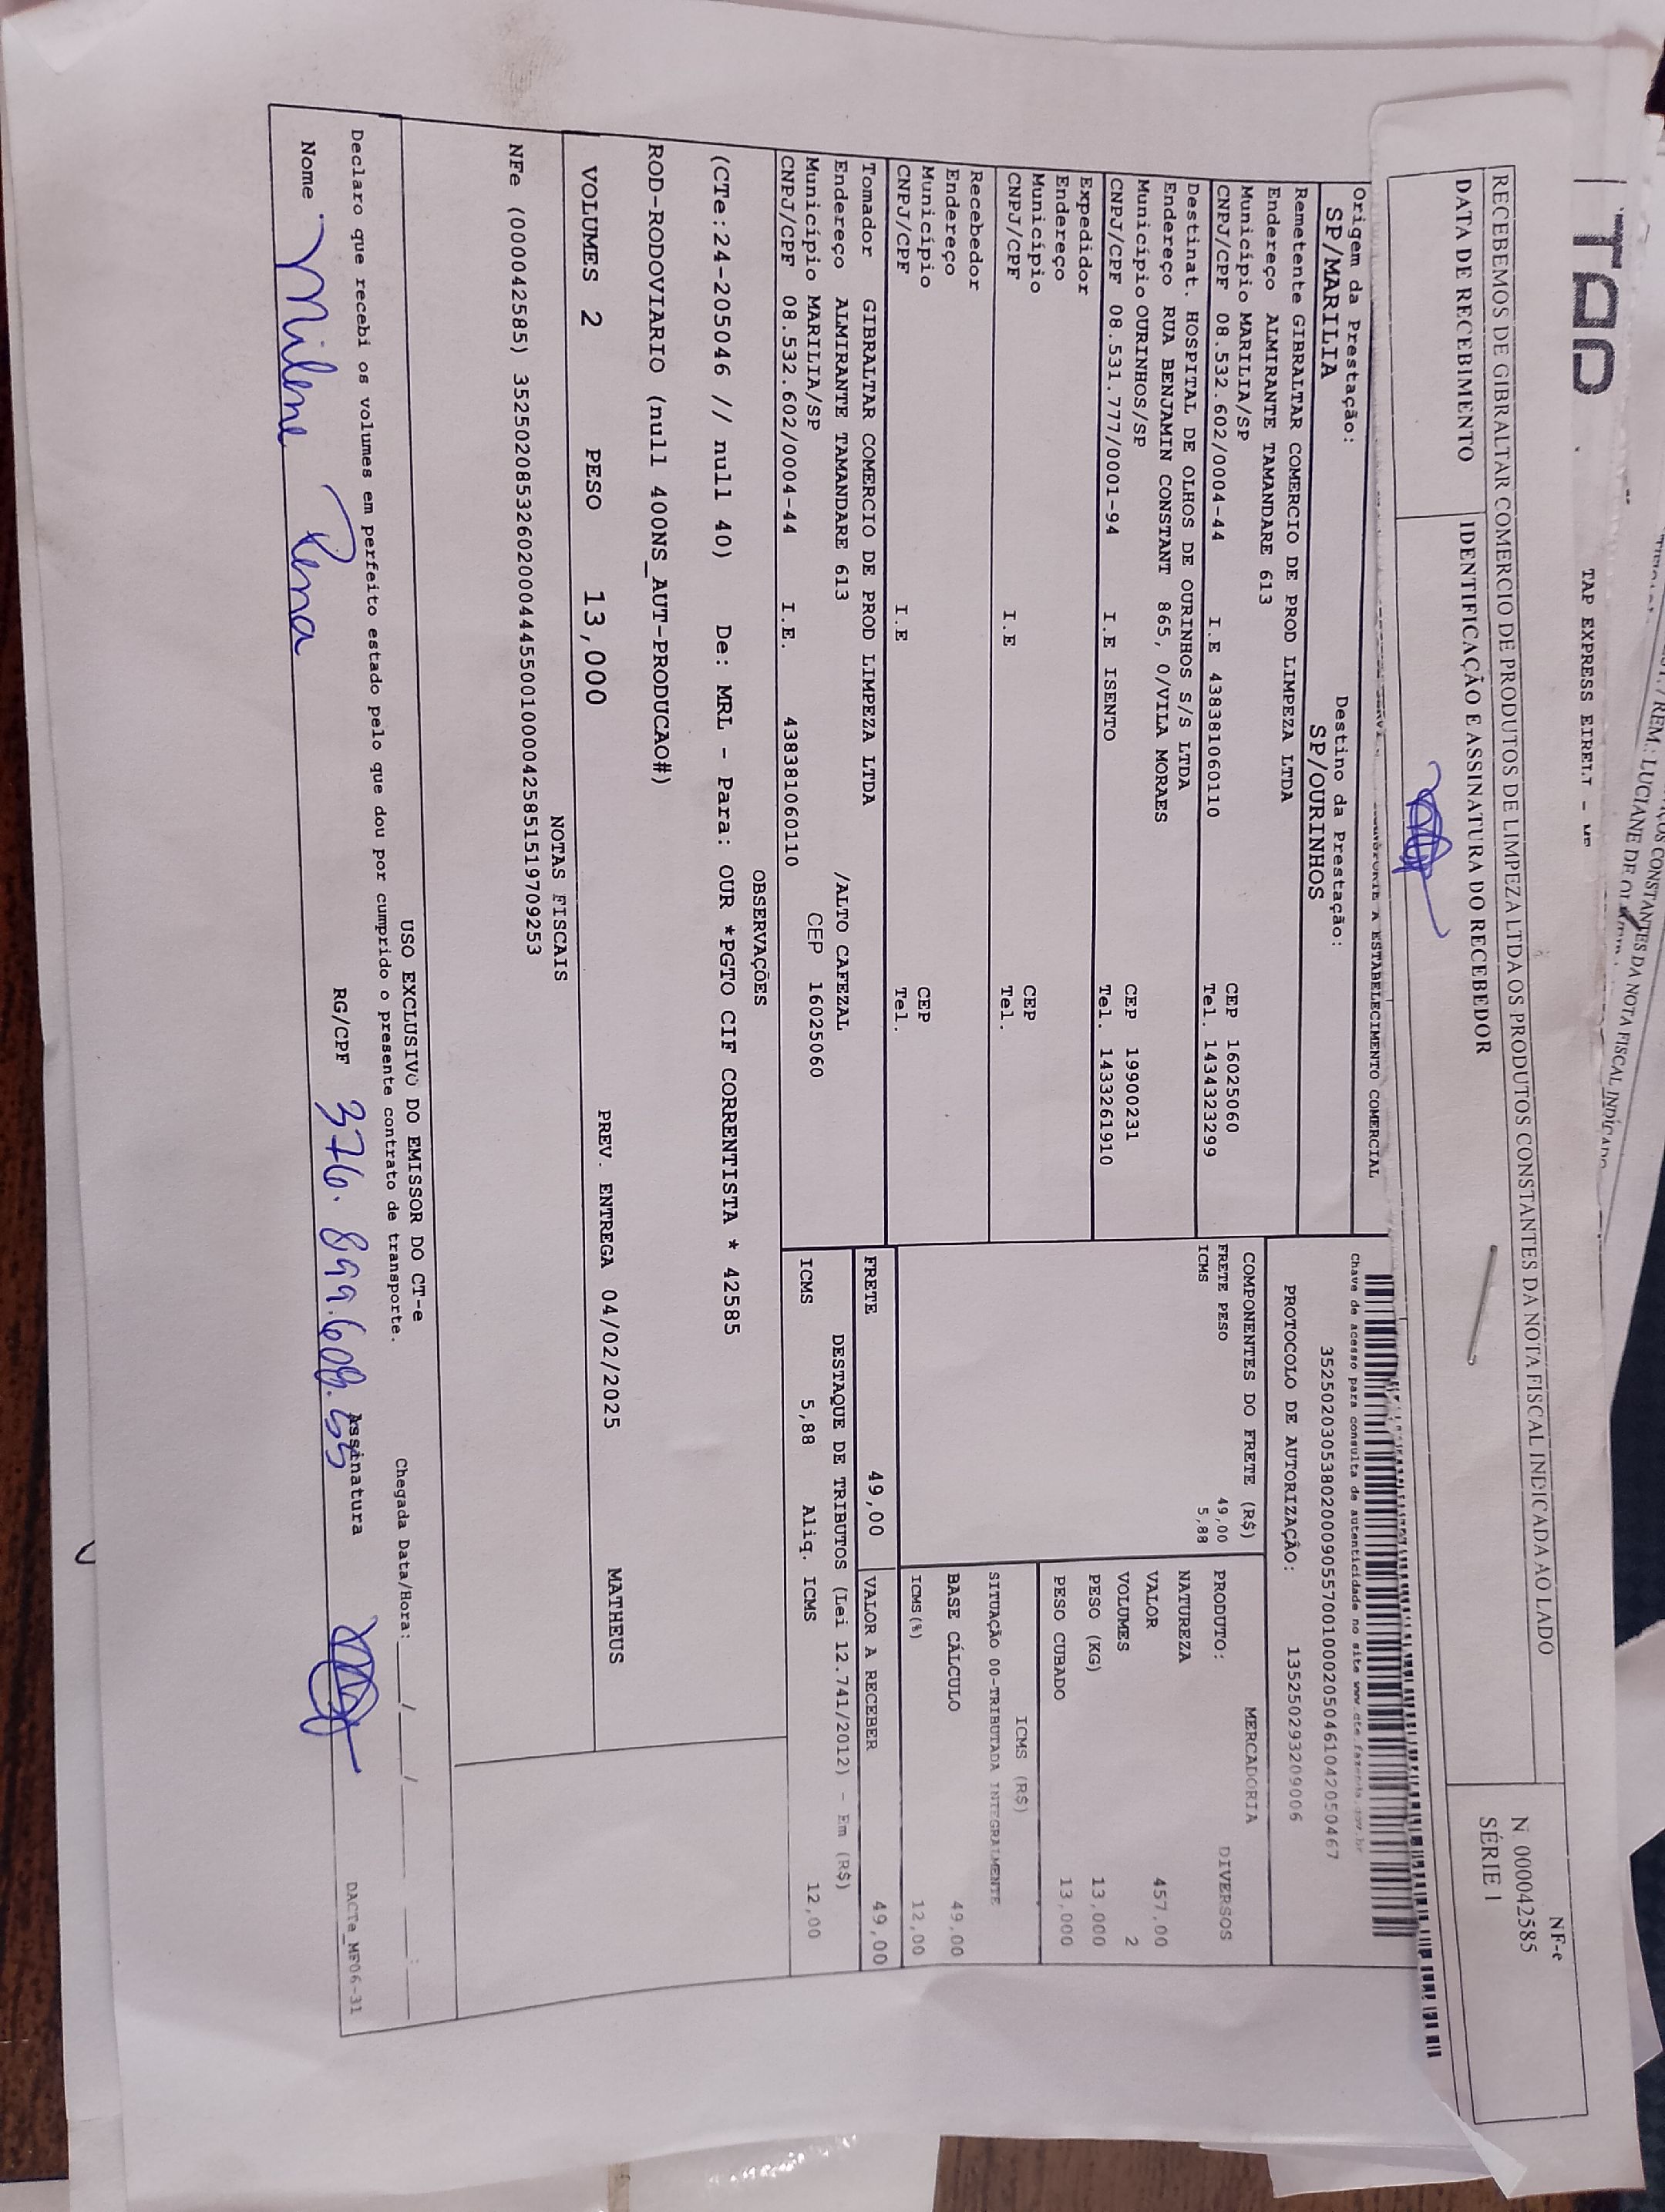 TAP
TAP EXPRESS EIRELI - ME
RECEBEMOS DE GIBRALTAR COMERCIO DE PRODUTOS DE LIMPEZA LTDA OS PRODUTOS CONSTANTES DA NOTA FISCAL INDICADA AO LADO
DATA DE RECEBIMENTO
IDENTIFICAÇÃO E ASSINATURA DO RECEBEDOR
NF-e
N. 000042585
SÉRIE 1
A ESTABELECIMENTO COMERCIAL
Origem da Prestação:
SP/MARILIA
Destino da Prestação:
SP/OURINHOS
Chave de acesso para consulta de autenticidade no site www.cte.fazenda.gov.br
35250203053802000905570010002050461042050467
PROTOCOLO DE AUTORIZAÇÃO: 135250293209006
Remetente GIBRALTAR COMERCIO DE PROD LIMPEZA LTDA
Endereço ALMIRANTE TAMANDARE 613
Município MARILIA/SP CEP 16025060
CNPJ/CPF 08.532.602/0004-44 I.E 438381060110 Tel. 1434323299
Destinat. HOSPITAL DE OLHOS DE OURINHOS S/S LTDA
Endereço RUA BENJAMIN CONSTANT 865, 0/VILA MORAES
Município OURINHOS/SP CEP 19900231
CNPJ/CPF 08.531.777/0001-94 I.E ISENTO Tel. 1433261910
Expedidor
Endereço
Município CEP
CNPJ/CPF I.E Tel.
Recebedor
Endereço
Município CEP
CNPJ/CPF I.E Tel.
COMPONENTES DO FRETE (R$)
FRETE PESO 49,00
ICMS 5,88
MERCADORIA
PRODUTO: DIVERSOS
NATUREZA
VALOR 457,00
VOLUMES 2
PESO (KG) 13,000
PESO CUBADO 13,000
ICMS (R$)
SITUAÇÃO 00-TRIBUTADA INTEGRALMENTE
BASE CÁLCULO 49,00
ICMS(%) 12,00
Tomador GIBRALTAR COMERCIO DE PROD LIMPEZA LTDA
Endereço ALMIRANTE TAMANDARE 613 /ALTO CAFEZAL
Município MARILIA/SP CEP 16025060
CNPJ/CPF 08.532.602/0004-44 I.E. 438381060110
FRETE 49,00 VALOR A RECEBER 49,00
DESTAQUE DE TRIBUTOS (Lei 12.741/2012) - Em (R$)
ICMS 5,88 Aliq. ICMS 12,00
OBSERVAÇÕES
(CTe:24-205046 // null 40) De: MRL - Para: OUR *PGTO CIF CORRENTISTA * 42585
ROD-RODOVIARIO (null 400NS_AUT-PRODUCAO#)
VOLUMES 2 PESO 13,000 PREV. ENTREGA 04/02/2025 MATHEUS
NOTAS FISCAIS
NFe (000042585) 35250208532602000444550010000425851519709253
USO EXCLUSIVO DO EMISSOR DO CT-e
Declaro que recebi os volumes em perfeito estado pelo que dou por cumprido o presente contrato de transporte.
Chegada Data/Hora: ___/___/___ ___:___
Nome Milene Pena RG/CPF 376.899.608.55 Assinatura
DACTe_MF06-31